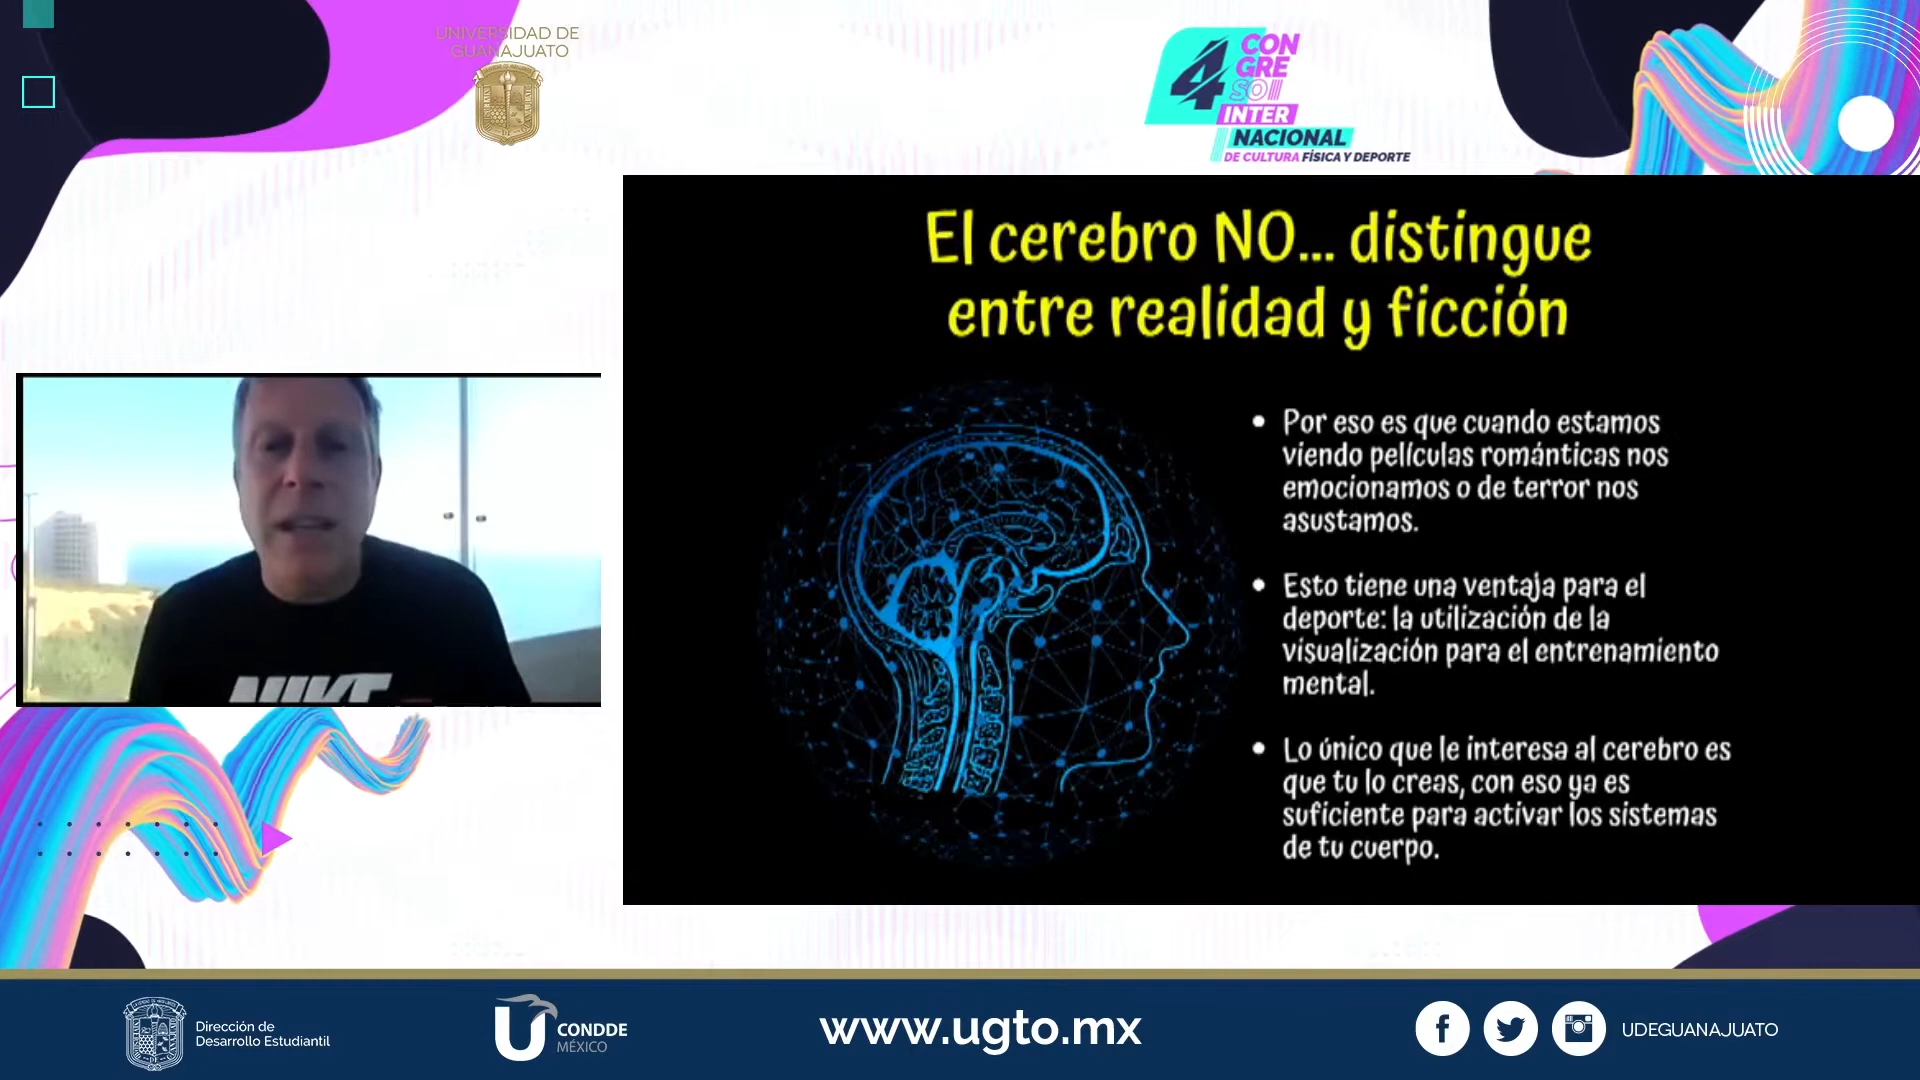 UNIVERSIDAD DE
GUANAJUATO
4 CON
GRE
SO
INTER
NACIONAL
DE CULTURA FÍSICA Y DEPORTE
El cerebro NO... distingue
entre realidad y ficción
• Por eso es que cuando estamos
viendo películas románticas nos
emocionamos o de terror nos
asustamos.
• Esto tiene una ventaja para el
deporte: la utilización de la
visualización para el entrenamiento
mental.
• Lo único que le interesa al cerebro es
que tu lo creas, con eso ya es
suficiente para activar los sistemas
de tu cuerpo.
NIKE
Dirección de
Desarrollo Estudiantil
U CONDDE
MÉXICO
www.ugto.mx
UDEGUANAJUATO